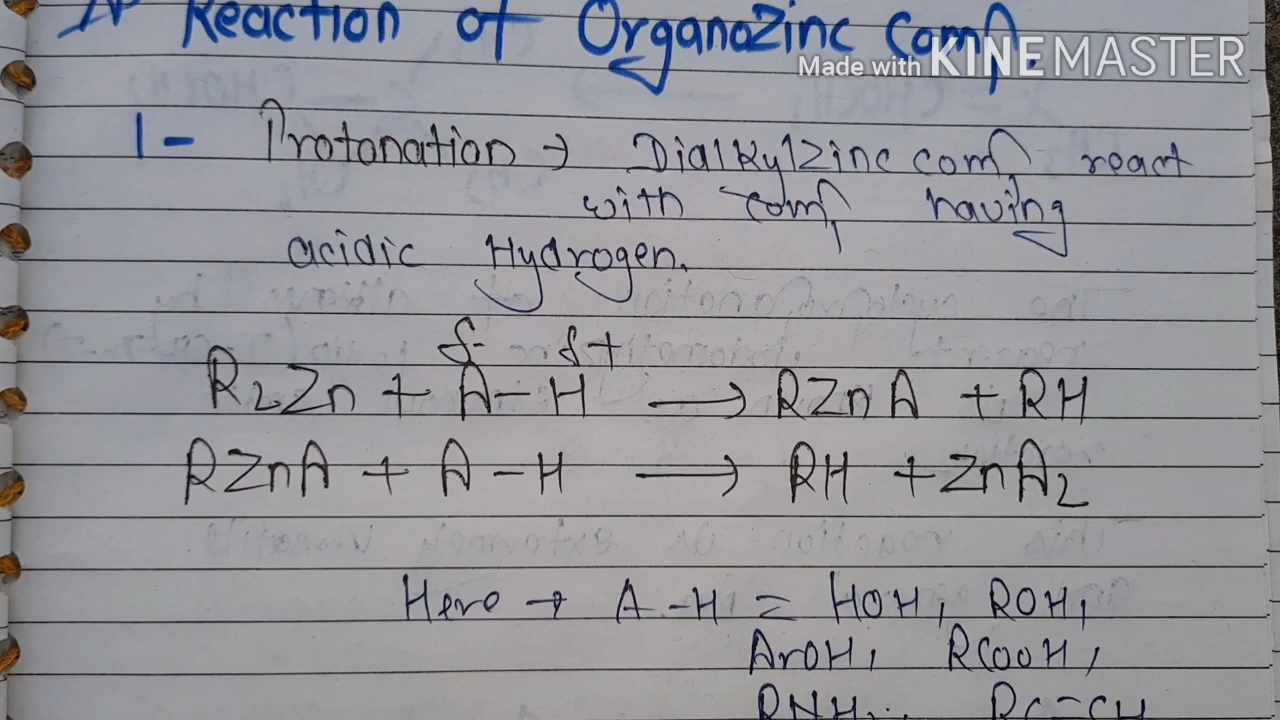 Reaction of Organozinc Comp.
Made with KINEMASTER
1- Protonation → Dialkylzinc comp react
with comp having
acidic Hydrogen.
δ- δ+
R₂Zn + A-H ⟶ RZnA + RH
RZnA + A-H ⟶ RH + ZnA₂
Here → A-H = HOH, ROH,
ArOH, RCOOH,